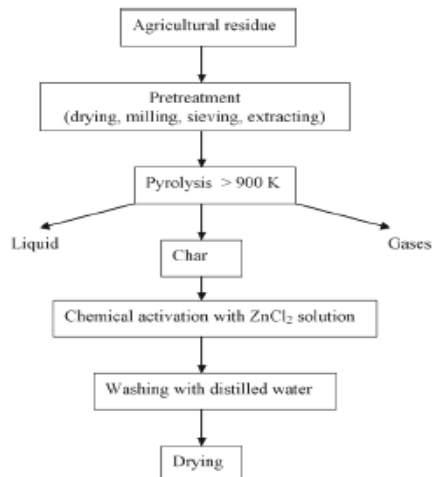 Agricultural residue
Pretreatment
(drying, milling, sieving, extracting)
Pyrolysis > 900 K
Liquid
Gases
Char
Chemical activation with ZnCl₂ solution
Washing with distilled water
Drying